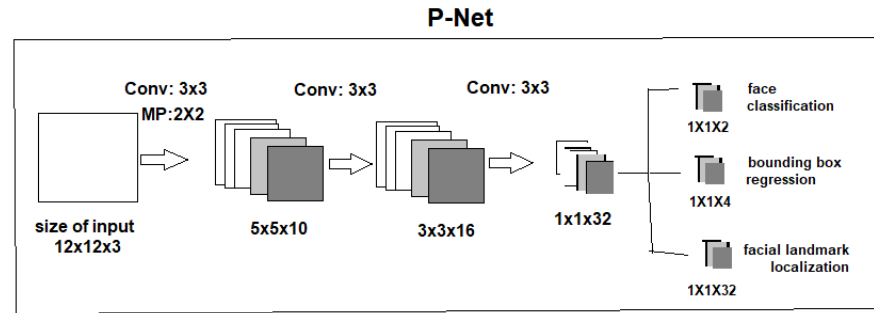 P-Net
Conv: 3x3
MP:2X2
Conv: 3x3
Conv: 3x3
size of input
12x12x3
5x5x10
3x3x16
1x1x32
face
classification
1X1X2
bounding box
regression
1X1X4
facial landmark
localization
1X1X32